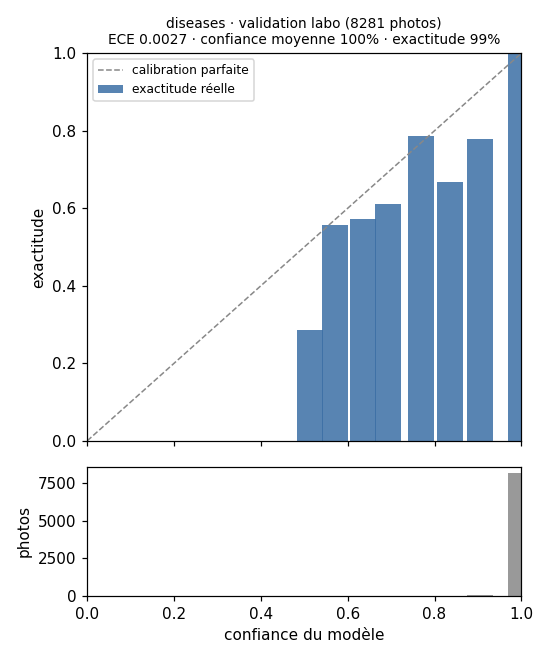 diseases · validation labo (8281 photos)
ECE 0.0027 · confiance moyenne 100% · exactitude 99%
calibration parfaite
exactitude réelle
exactitude
1.0
0.8
0.6
0.4
0.2
0.0
photos
7500
5000
2500
0
0.0 0.2 0.4 0.6 0.8 1.0
confiance du modèle